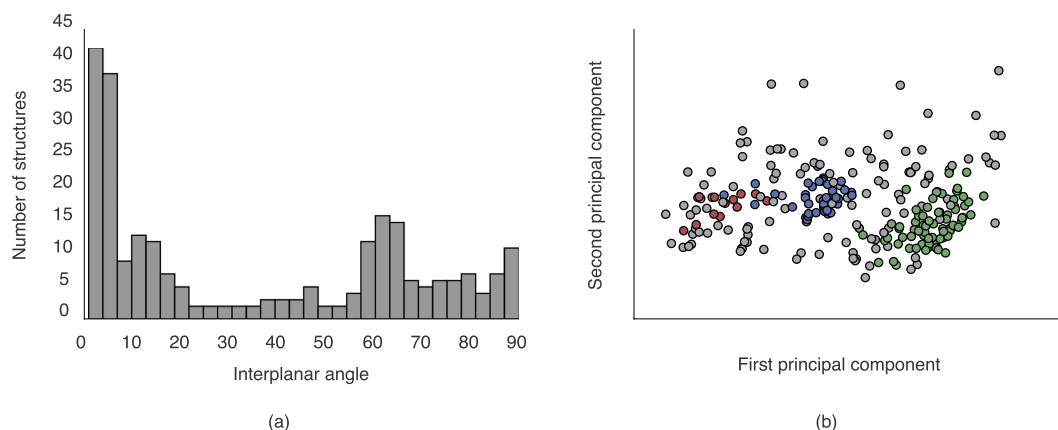 45
40
35
30
25
20
15
10
5
0
Number of structures
0 10 20 30 40 50 60 70 80 90
Interplanar angle
(a)
Second principal component
First principal component
(b)